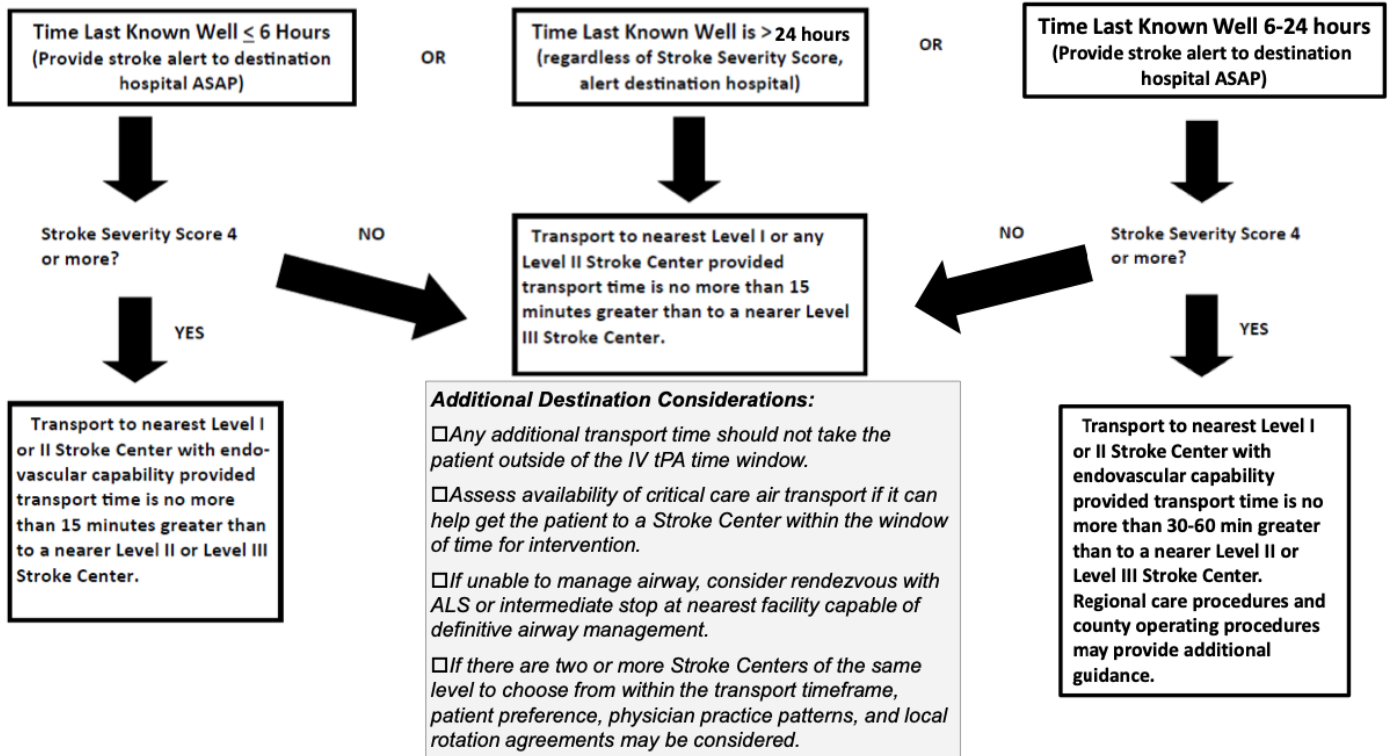 Time Last Known Well ≤ 6 Hours
(Provide stroke alert to destination
hospital ASAP)
OR
Time Last Known Well is > 24 hours
(regardless of Stroke Severity Score,
alert destination hospital)
OR
Time Last Known Well 6-24 hours
(Provide stroke alert to destination
hospital ASAP)
Stroke Severity Score 4
or more?
NO
YES
Transport to nearest Level I
or II Stroke Center with endo-
vascular capability provided
transport time is no more
than 15 minutes greater than
to a nearer Level II or Level III
Stroke Center.
Transport to nearest Level I or any
Level II Stroke Center provided
transport time is no more than 15
minutes greater than to a nearer Level
III Stroke Center.
NO
Stroke Severity Score 4
or more?
YES
Transport to nearest Level I
or II Stroke Center with
endovascular capability
provided transport time is no
more than 30-60 min greater
than to a nearer Level II or
Level III Stroke Center.
Regional care procedures and
county operating procedures
may provide additional
guidance.
Additional Destination Considerations:
☐Any additional transport time should not take the
patient outside of the IV tPA time window.
☐Assess availability of critical care air transport if it can
help get the patient to a Stroke Center within the window
of time for intervention.
☐If unable to manage airway, consider rendezvous with
ALS or intermediate stop at nearest facility capable of
definitive airway management.
☐If there are two or more Stroke Centers of the same
level to choose from within the transport timeframe,
patient preference, physician practice patterns, and local
rotation agreements may be considered.